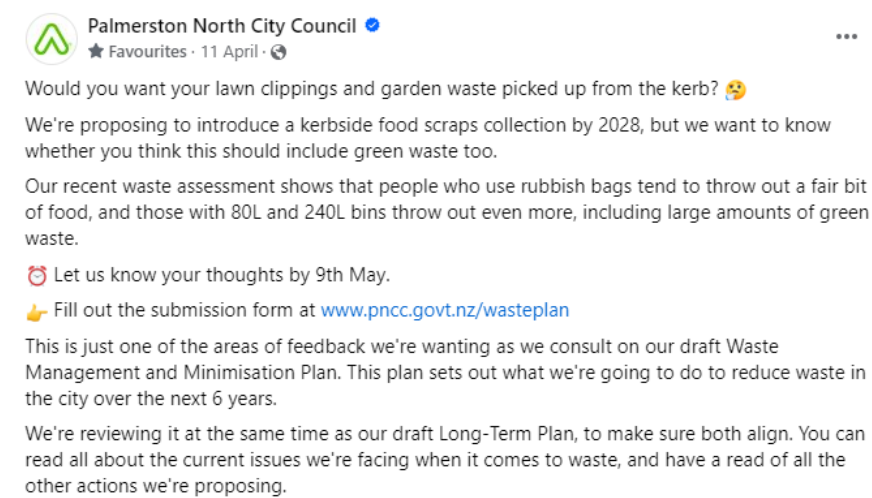 Palmerston North City Council
Favourites · 11 April ·
Would you want your lawn clippings and garden waste picked up from the kerb? 🤔
We're proposing to introduce a kerbside food scraps collection by 2028, but we want to know
whether you think this should include green waste too.
Our recent waste assessment shows that people who use rubbish bags tend to throw out a fair bit
of food, and those with 80L and 240L bins throw out even more, including large amounts of green
waste.
⏰ Let us know your thoughts by 9th May.
👉 Fill out the submission form at www.pncc.govt.nz/wasteplan
This is just one of the areas of feedback we're wanting as we consult on our draft Waste
Management and Minimisation Plan. This plan sets out what we're going to do to reduce waste in
the city over the next 6 years.
We're reviewing it at the same time as our draft Long-Term Plan, to make sure both align. You can
read all about the current issues we're facing when it comes to waste, and have a read of all the
other actions we're proposing.